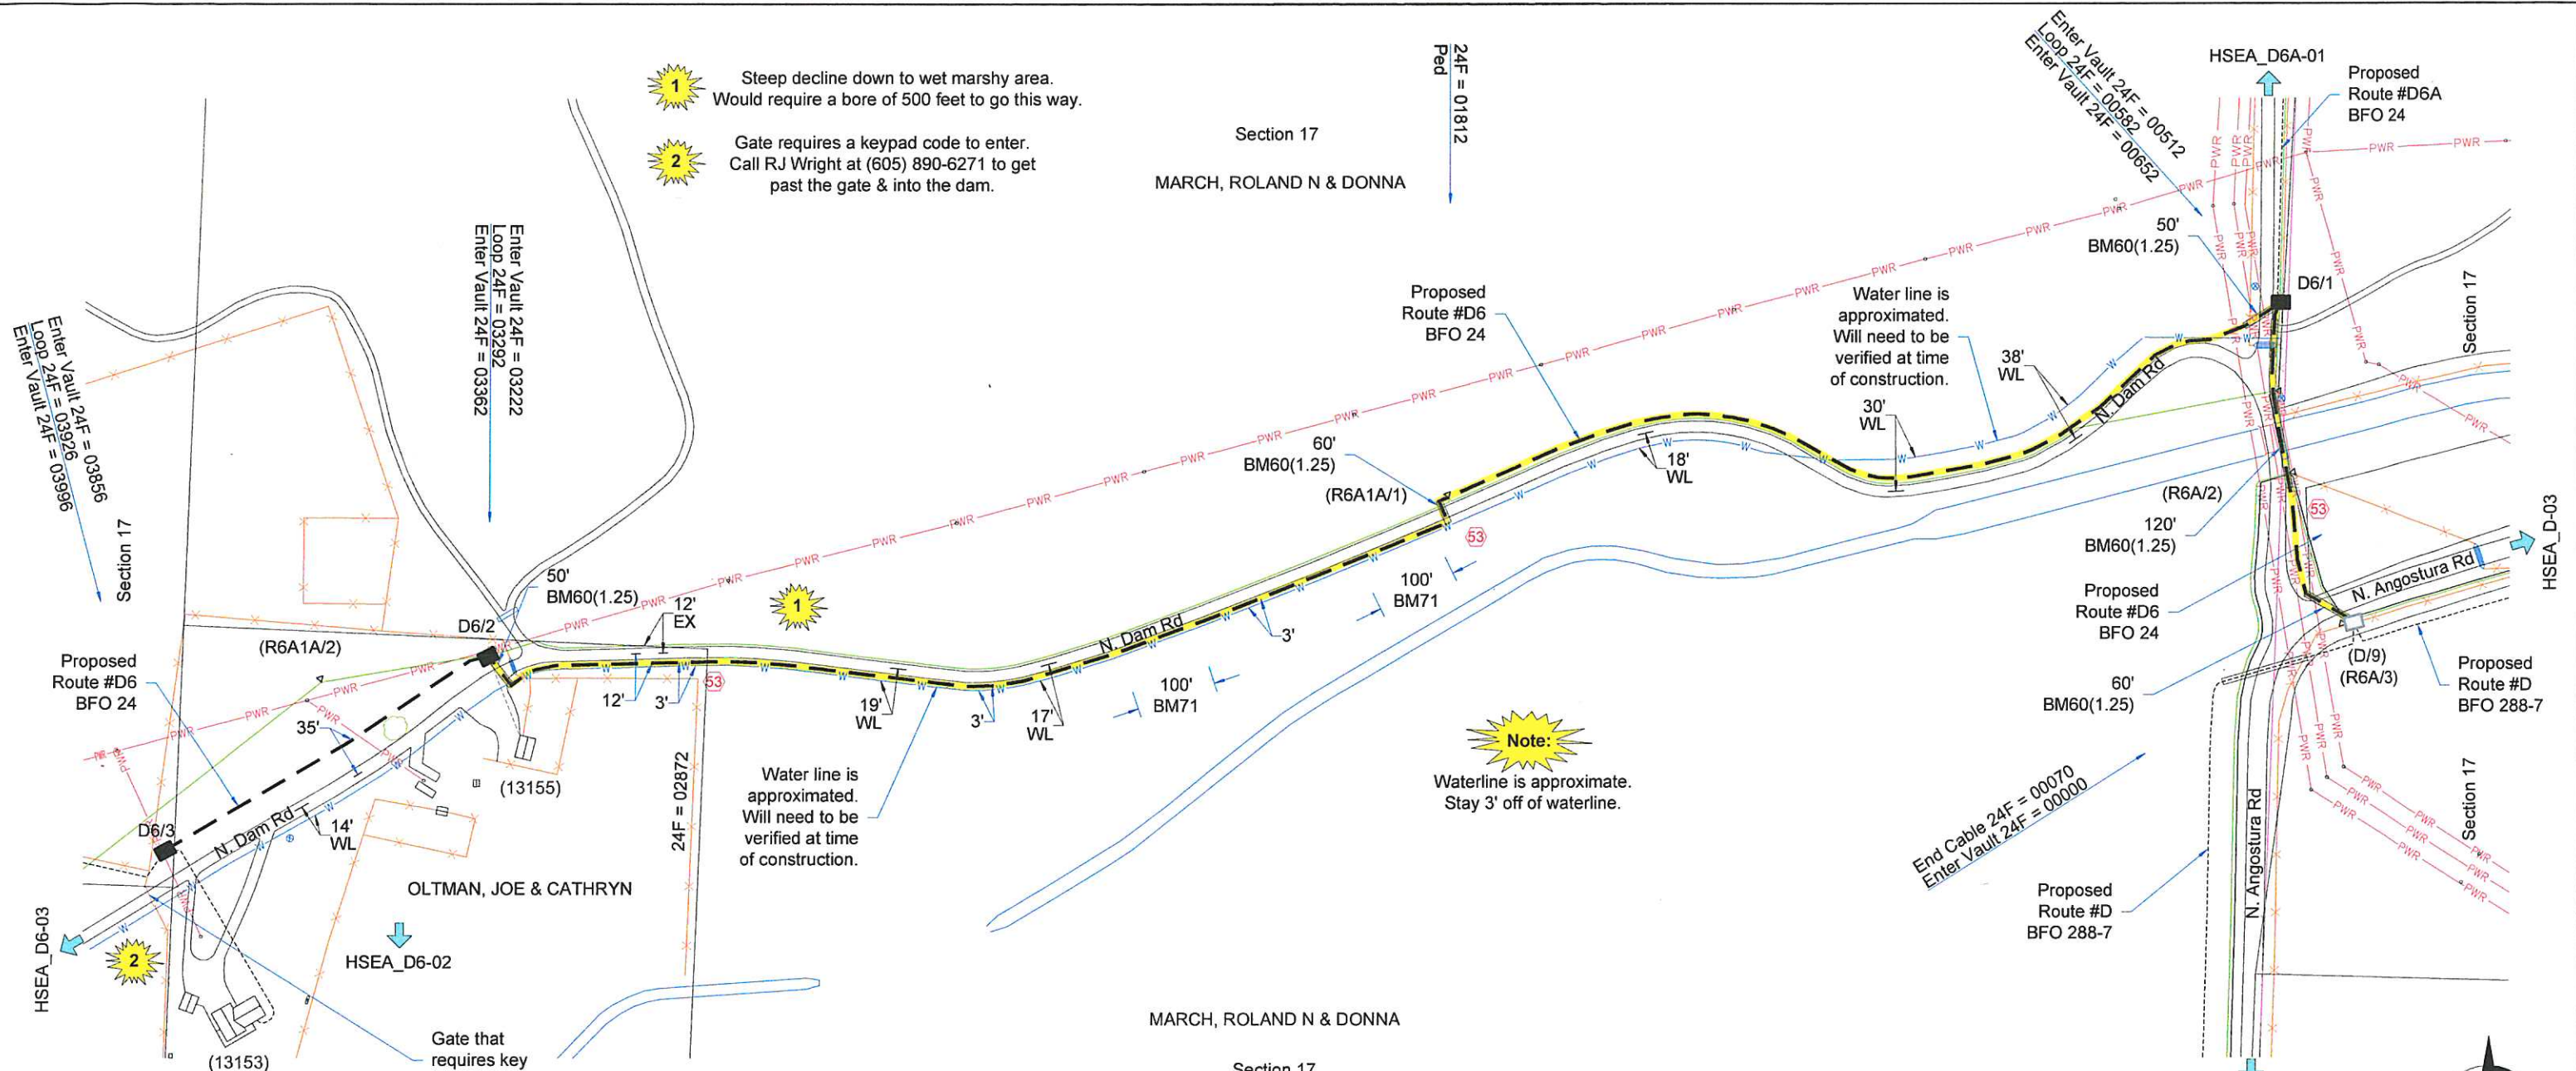 1
Steep decline down to wet marshy area.
Would require a bore of 500 feet to go this way.
2
Gate requires a keypad code to enter.
Call RJ Wright at (605) 890-6271 to get
past the gate & into the dam.
Section 17
MARCH, ROLAND N & DONNA
24F = 01812
Ped
Enter Vault 24F = 00512
Loop 24F = 00582
Enter Vault 24F = 00652
HSEA_D6A-01
Proposed
Route #D6A
BFO 24
50'
BM60(1.25)
D6/1
Section 17
Enter Vault 24F = 03222
Loop 24F = 03292
Enter Vault 24F = 03362
Enter Vault 24F = 03856
Loop 24F = 03926
Enter Vault 24F = 03996
Section 17
Proposed
Route #D6
BFO 24
Water line is
approximated.
Will need to be
verified at time
of construction.
38'
WL
N. Dam Rd
30'
WL
60'
BM60(1.25)
(R6A1A/1)
18'
WL
53
100'
BM71
(R6A/2)
120'
BM60(1.25)
53
HSEA_D-03
N. Angostura Rd
Proposed
Route #D6
BFO 24
(D/9)
(R6A/3)
60'
BM60(1.25)
Proposed
Route #D
BFO 288-7
50'
BM60(1.25)
12'
EX
1
D6/2
(R6A1A/2)
N. Dam Rd
3'
53
12'
3'
19'
WL
3'
17'
WL
100'
BM71
Proposed
Route #D6
BFO 24
35'
D6/3
N. Dam Rd
14'
WL
(13155)
24F = 02872
Water line is
approximated.
Will need to be
verified at time
of construction.
Note:
Waterline is approximate.
Stay 3' off of waterline.
End Cable 24F = 00070
Enter Vault 24F = 00000
Proposed
Route #D
BFO 288-7
N. Angostura Rd
Section 17
OLTMAN, JOE & CATHRYN
HSEA_D6-03
2
HSEA_D6-02
Gate that
requires key
(13153)
MARCH, ROLAND N & DONNA
Section 17
PWR
W